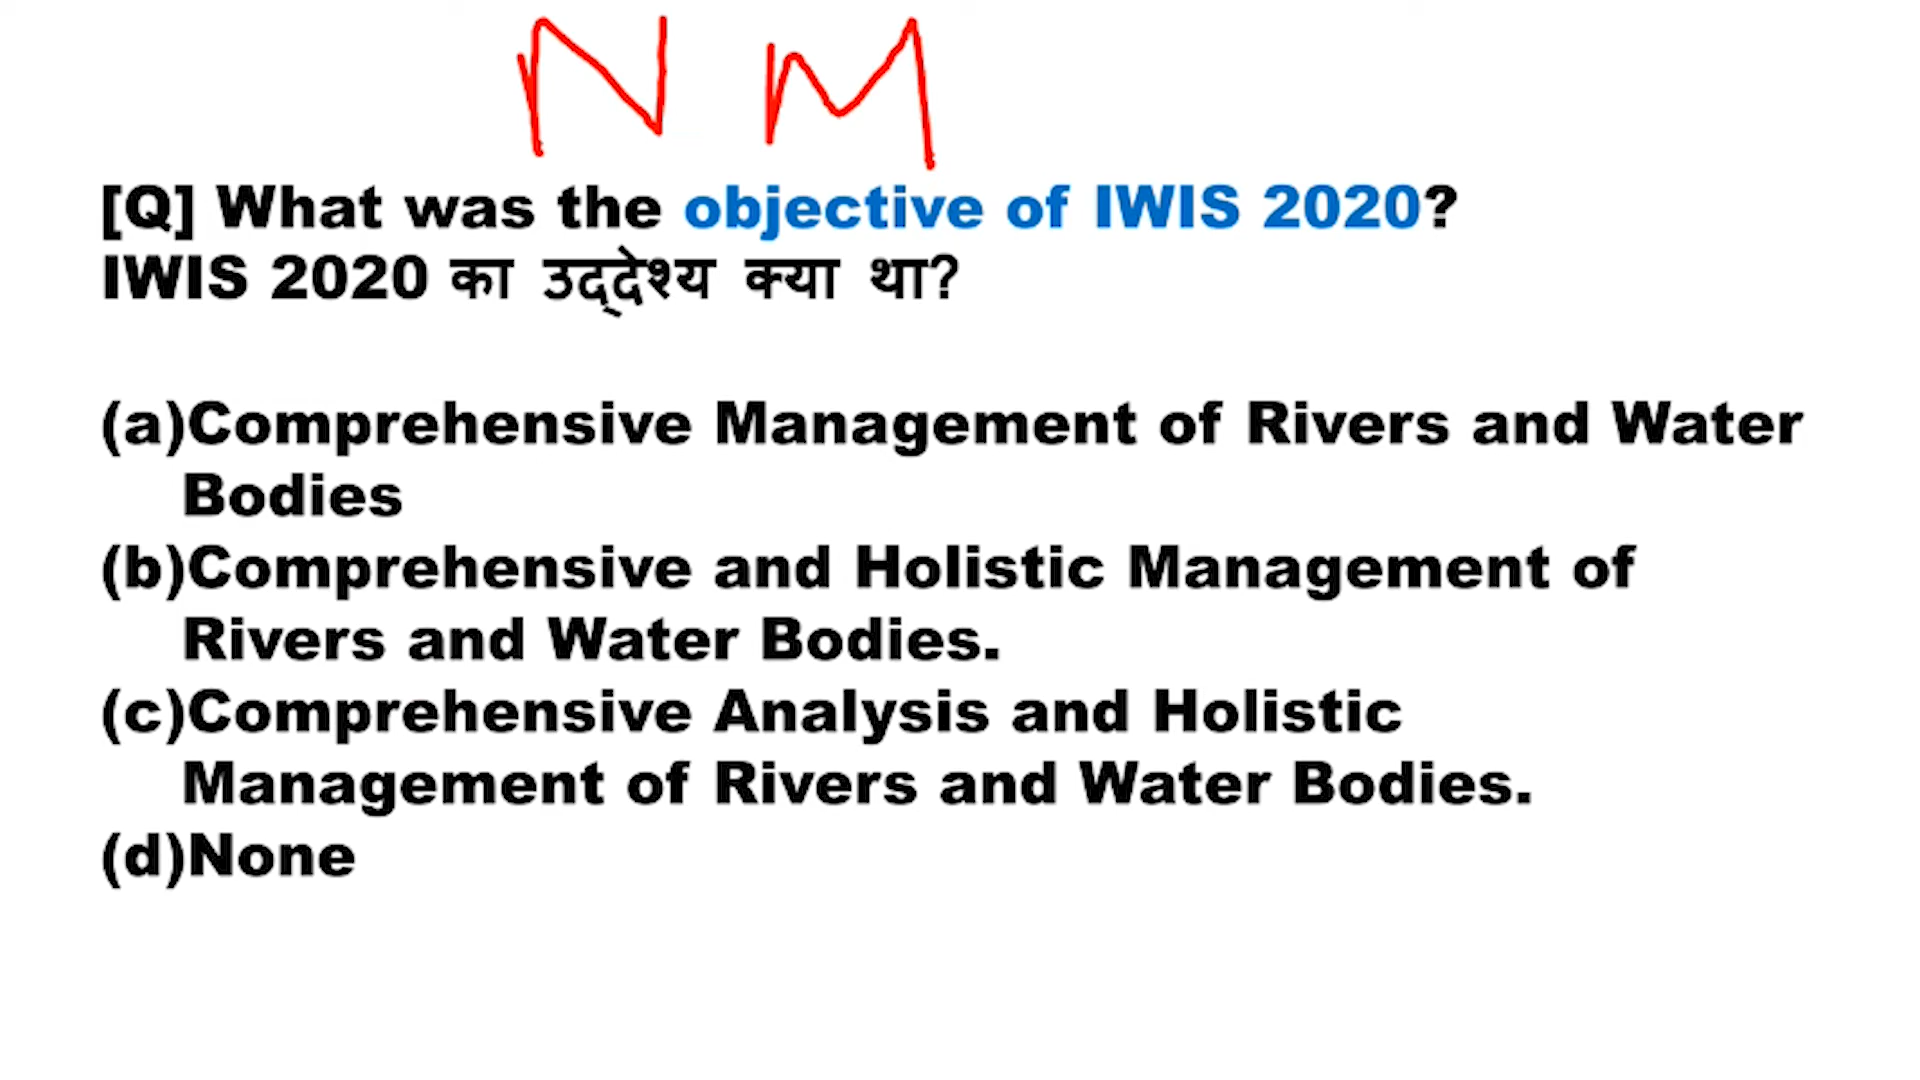 N M
[Q] What was the objective of IWIS 2020?
IWIS 2020 का उद्देश्य क्या था?
(a)Comprehensive Management of Rivers and Water
Bodies
(b)Comprehensive and Holistic Management of
Rivers and Water Bodies.
(c)Comprehensive Analysis and Holistic
Management of Rivers and Water Bodies.
(d)None